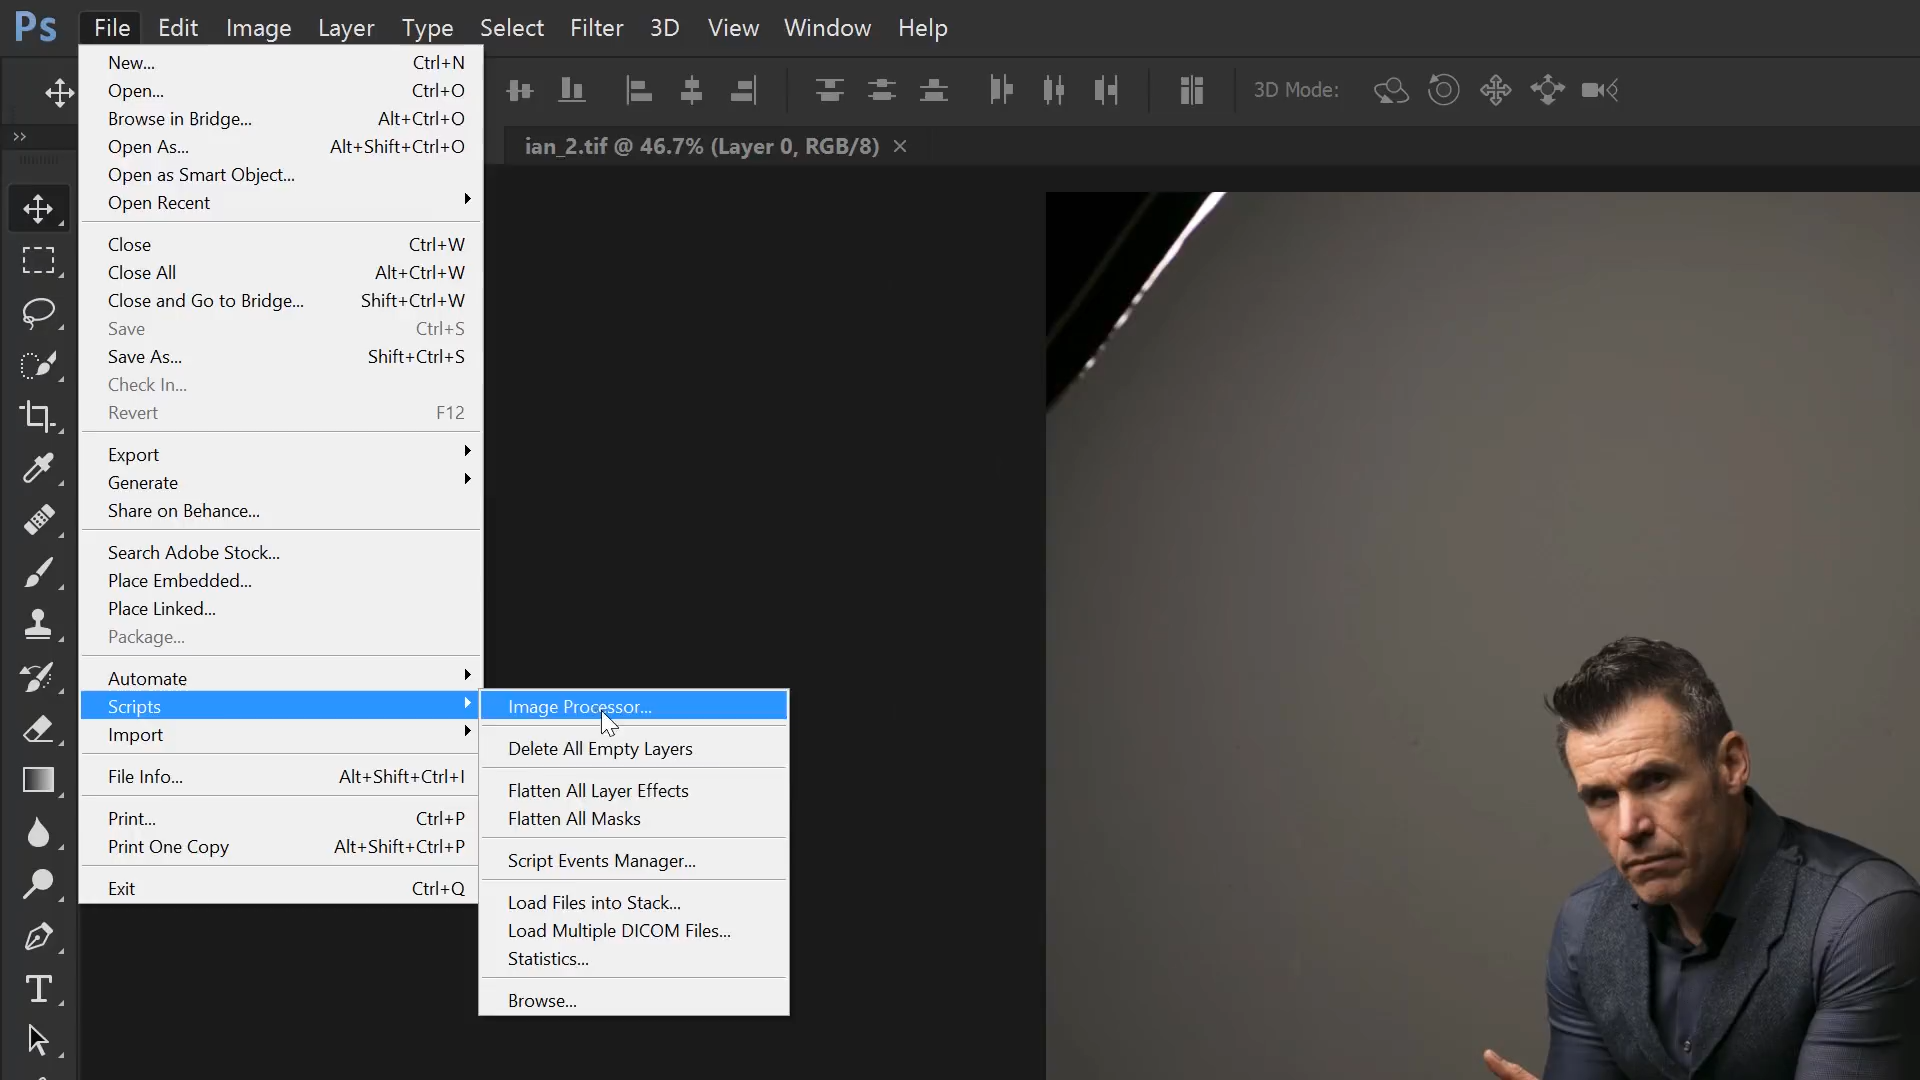 Ps File Edit Image Layer Type Select Filter 3D View Window Help
3D Mode:
ian_2.tif @ 46.7% (Layer 0, RGB/8) ×
New... Ctrl+N
Open... Ctrl+O
Browse in Bridge... Alt+Ctrl+O
Open As... Alt+Shift+Ctrl+O
Open as Smart Object...
Open Recent
Close Ctrl+W
Close All Alt+Ctrl+W
Close and Go to Bridge... Shift+Ctrl+W
Save Ctrl+S
Save As... Shift+Ctrl+S
Check In...
Revert F12
Export
Generate
Share on Behance...
Search Adobe Stock...
Place Embedded...
Place Linked...
Package...
Automate
Scripts
Import
File Info... Alt+Shift+Ctrl+I
Print... Ctrl+P
Print One Copy Alt+Shift+Ctrl+P
Exit Ctrl+Q
Image Processor...
Delete All Empty Layers
Flatten All Layer Effects
Flatten All Masks
Script Events Manager...
Load Files into Stack...
Load Multiple DICOM Files...
Statistics...
Browse...